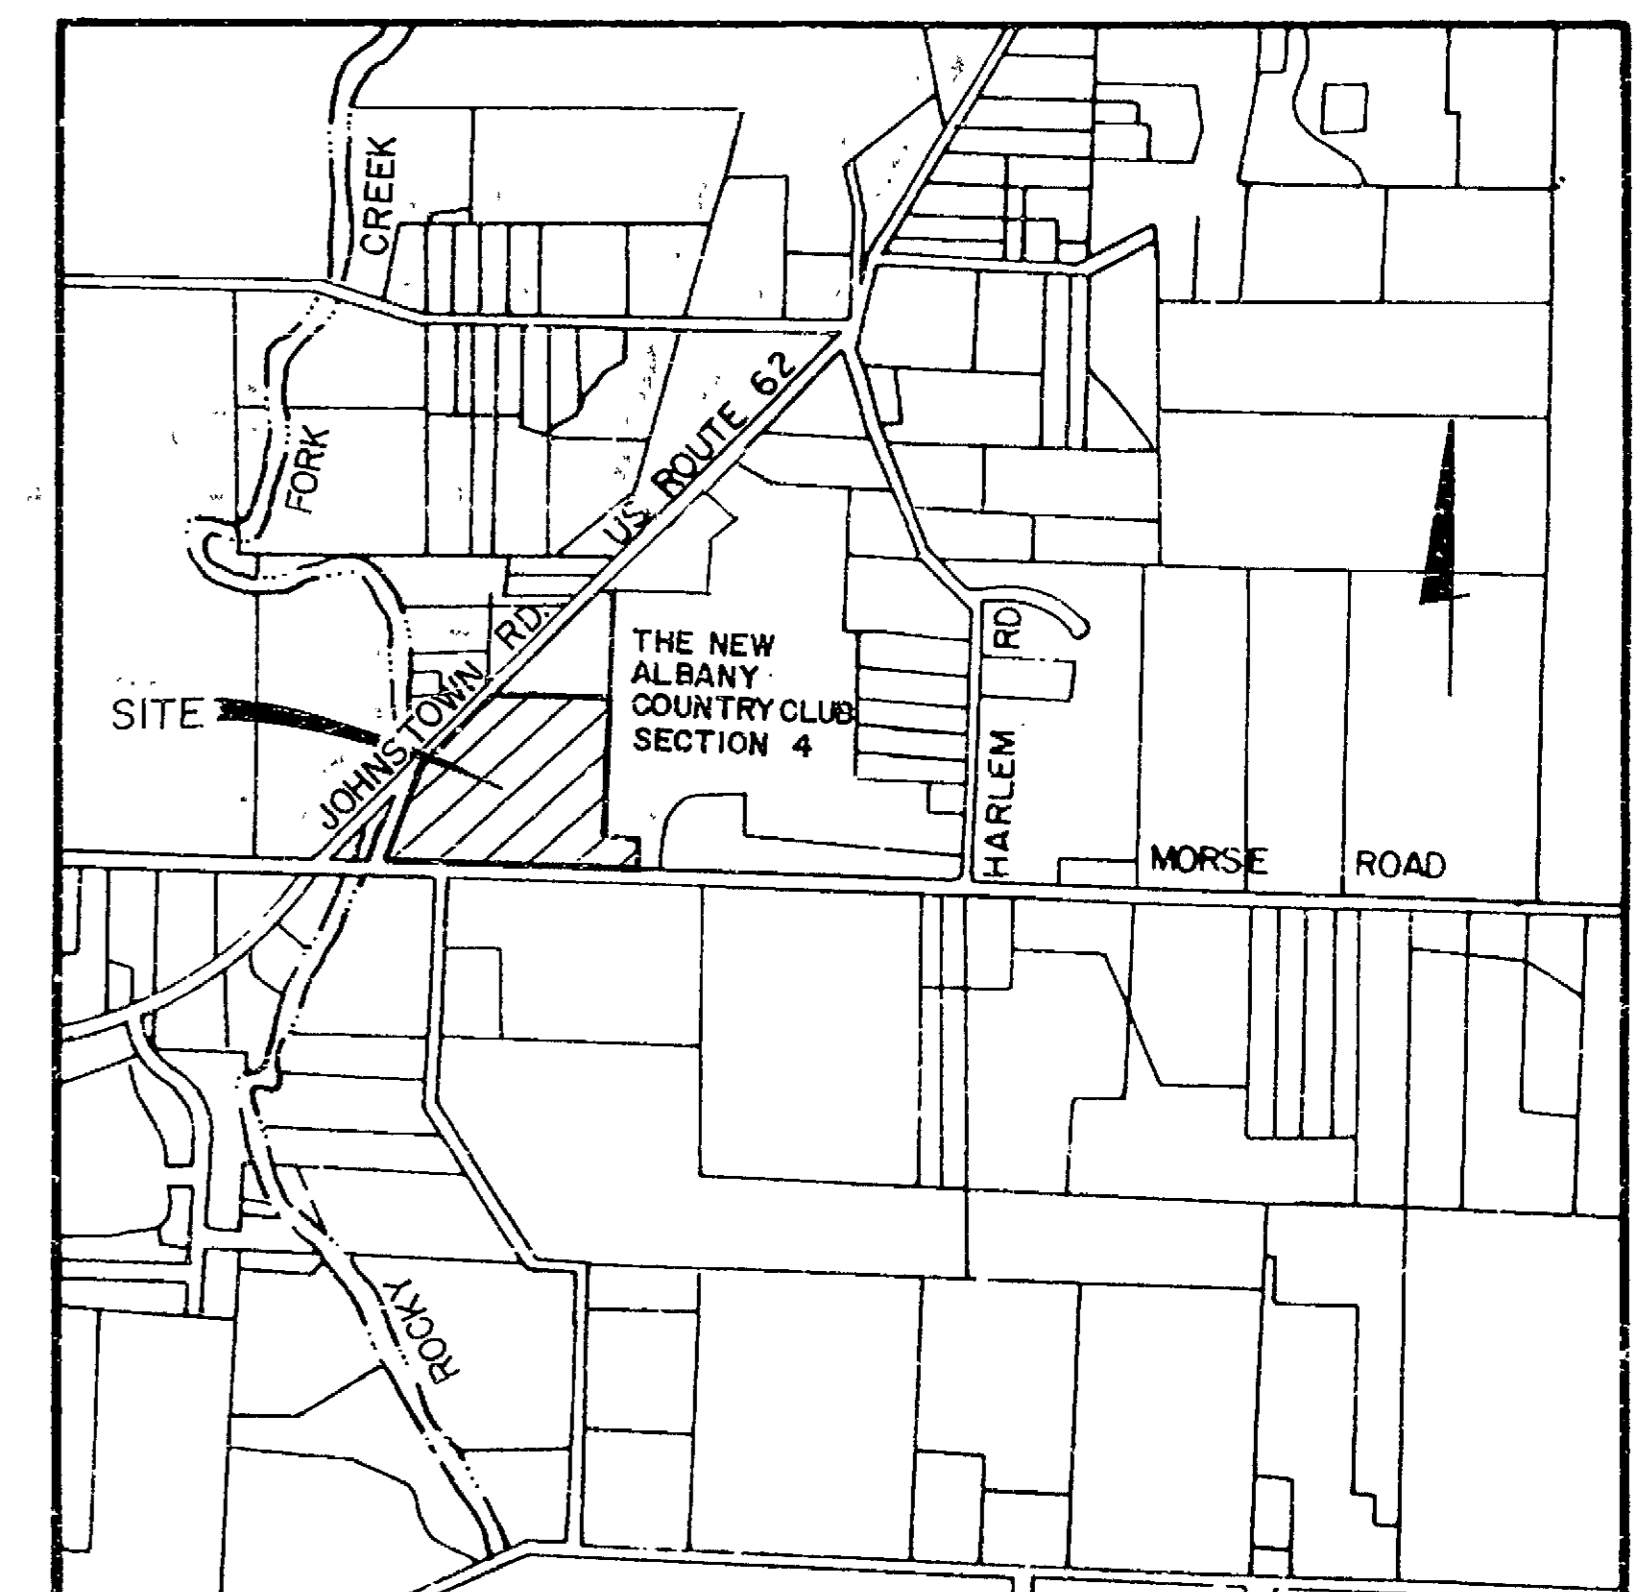 CREEK
FORK
US ROUTE 62
JOHNSTOWN RD.
SITE
THE NEW
ALBANY
COUNTRY CLUB
SECTION 4
HARLEM RD
MORSE ROAD
ROCKY